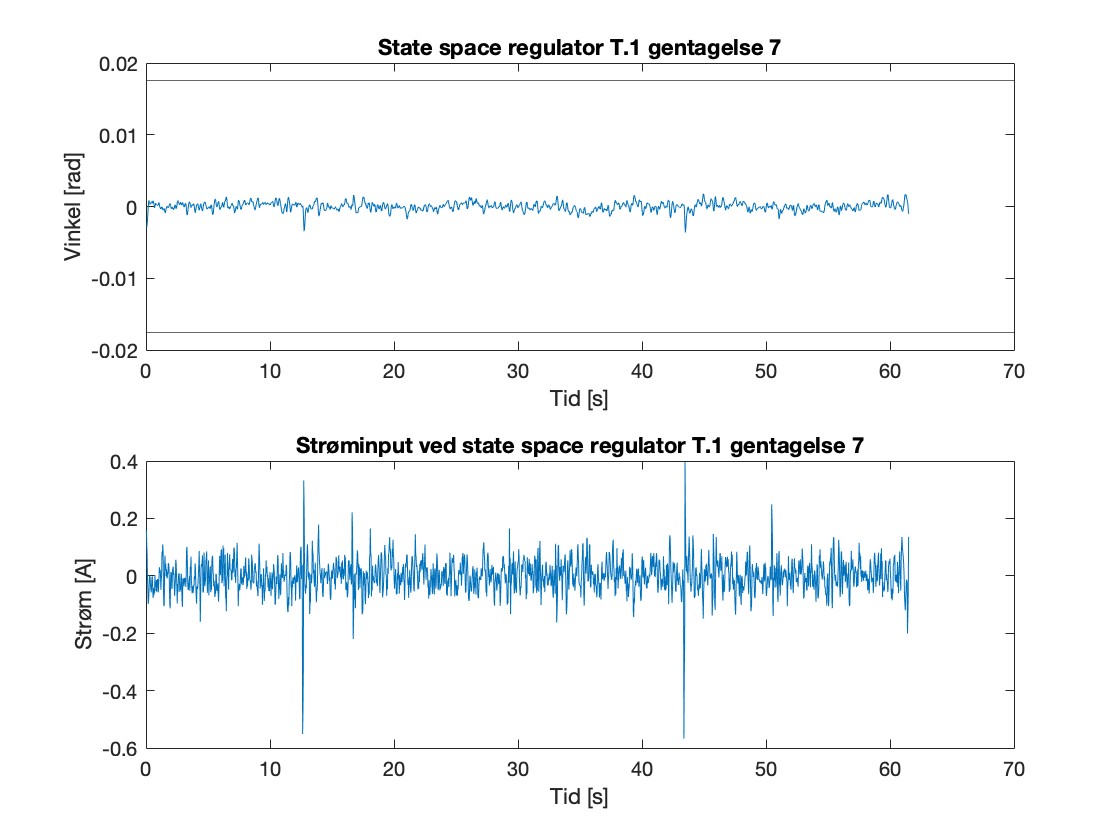 State space regulator T.1 gentagelse 7
0.02
0.01
0
-0.01
-0.02
Vinkel [rad]
0 10 20 30 40 50 60 70
Tid [s]
Strøminput ved state space regulator T.1 gentagelse 7
0.4
0.2
0
-0.2
-0.4
-0.6
Strøm [A]
0 10 20 30 40 50 60 70
Tid [s]